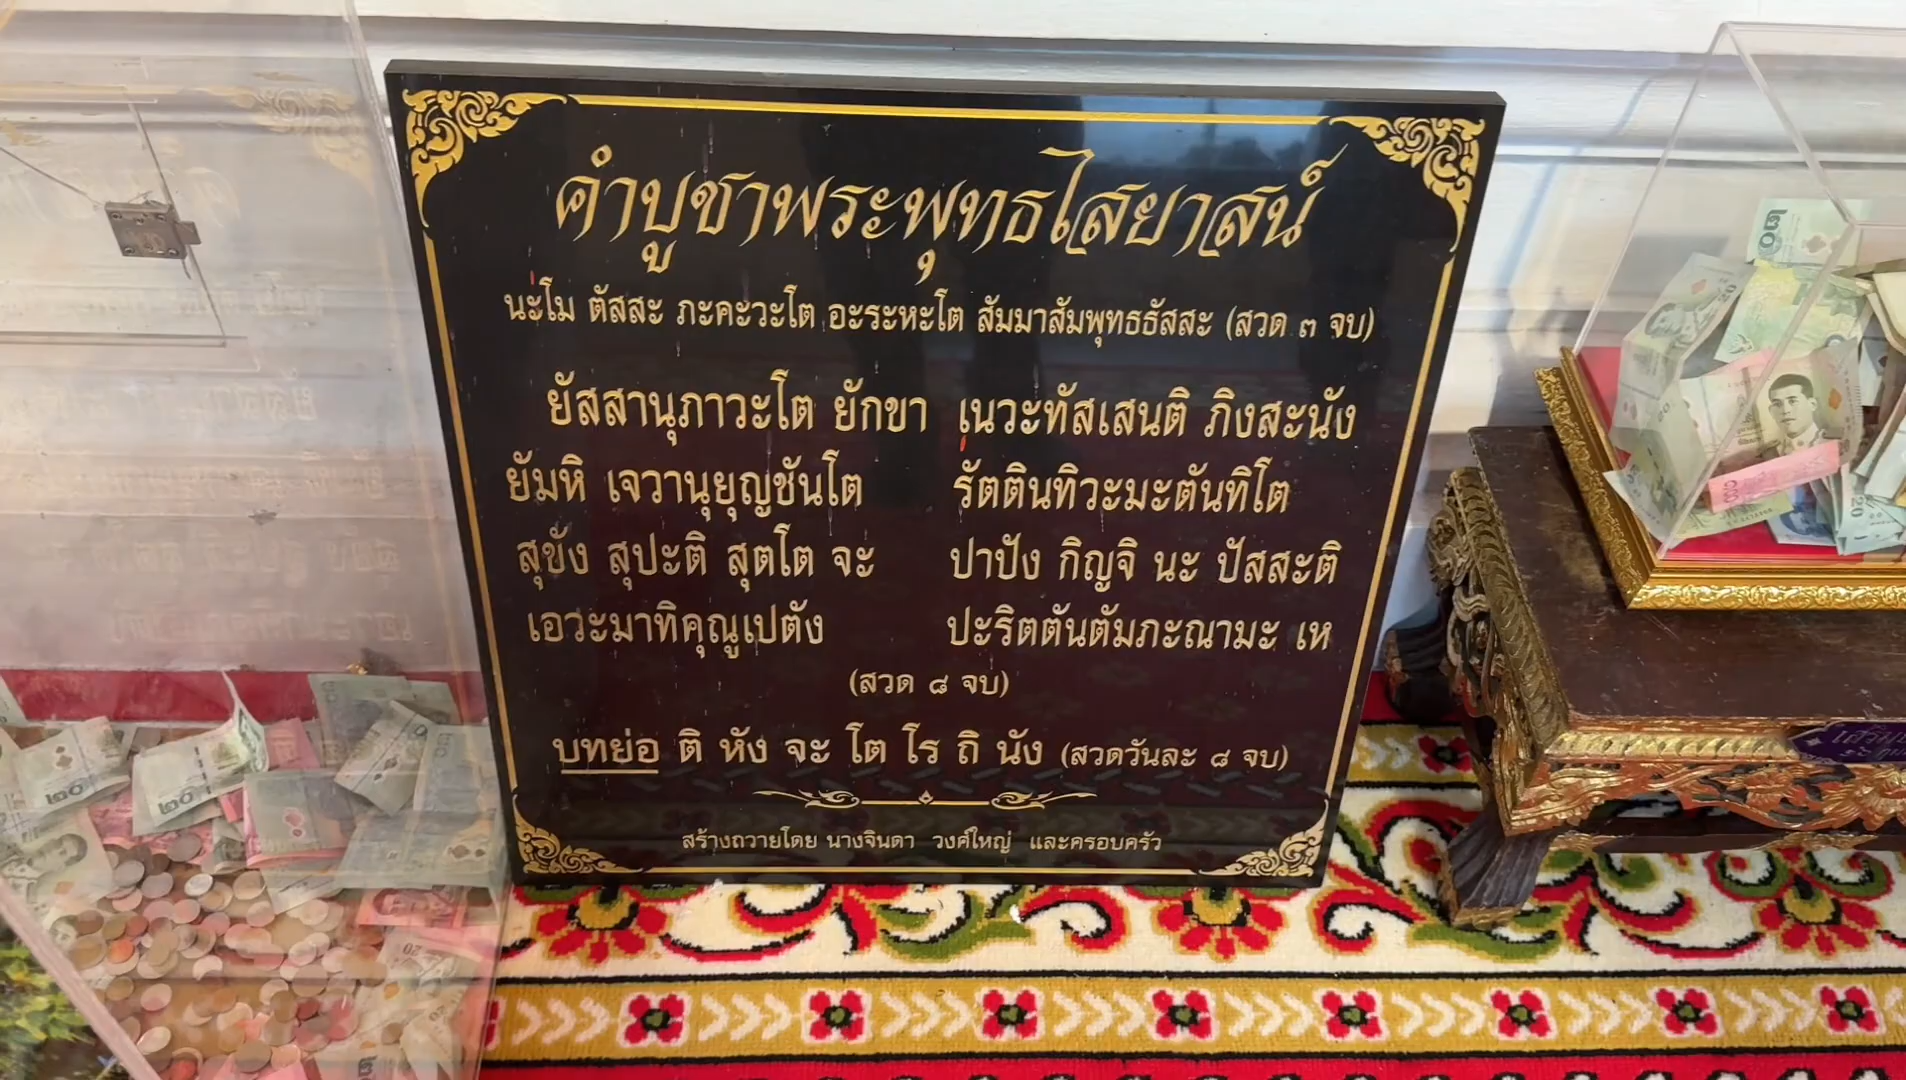 คำบูชาพระพุทธไสยาสน์
นะโม ตัสสะ ภะคะวะโต อะระหะโต สัมมาสัมพุทธธัสสะ (สวด ๓ จบ)
ยัสสานุภาวะโต ยักขา เนวะทัสเสนติ ภิงสะนัง
ยัมหิ เจวานุยุญชันโต รัตตินทิวะมะตันทิโต
สุขัง สุปะติ สุตโต จะ ปาปัง กิญจิ นะ ปัสสะติ
เอวะมาทิคุณูเปตัง ปะริตตันตัมภะณามะ เห
(สวด ๘ จบ)
บทย่อ ติ หัง จะ โต โร ถิ นัง (สวดวันละ ๘ จบ)
สร้างถวายโดย นางจินดา วงศ์ใหญ่ และครอบครัว